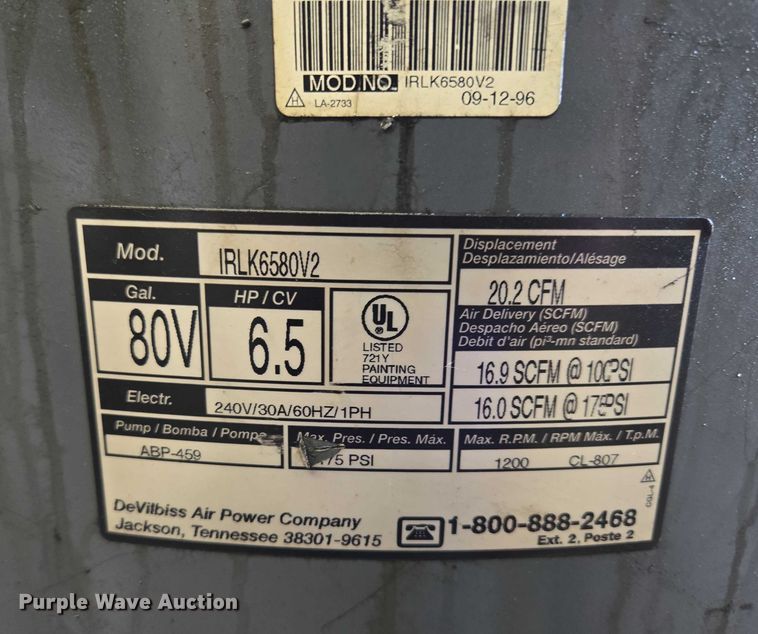 MOD.NO. IRLK6580V2
H LA-2733 09-12-96
Mod. IRLK6580V2
Gal. 80V
HP / CV 6.5
UL
LISTED
721Y
PAINTING
EQUIPMENT
Displacement
Desplazamiento/Alésage
20.2 CFM
Air Delivery (SCFM)
Despacho Aéreo (SCFM)
Debit d'air (pi³-mn standard)
16.9 SCFM @ 100PSI
16.0 SCFM @ 175PSI
Electr. 240V/30A/60HZ/1PH
Pump / Bomba / Pompe
ABP-459
Max. Pres. / Pres. Máx.
175 PSI
Max. R.P.M. / RPM Máx. / T.p.M.
1200 CL-807
H
CGL-4
DeVilbiss Air Power Company
Jackson, Tennessee 38301-9615
1-800-888-2468
Ext. 2, Poste 2
Purple Wave Auction